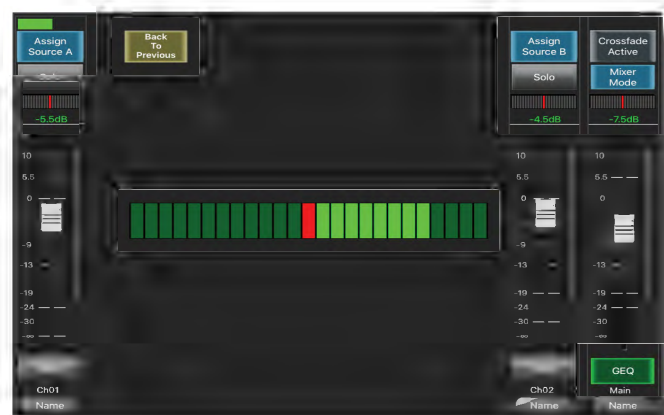 Assign
Source A
Back
To
Previous
Assign
Source B
Crossfade
Active
Solo
Mixer
Mode
-5.5dB
-4.5dB
-7.5dB
10
5.5
0
-9
-13
-19
-24
-30
-∞
10
5.5
0
-9
-13
-19
-24
-30
-∞
10
5.5
0
-9
-13
-19
-24
-30
-∞
GEQ
Ch01
Ch02
Main
Name
Name
Name